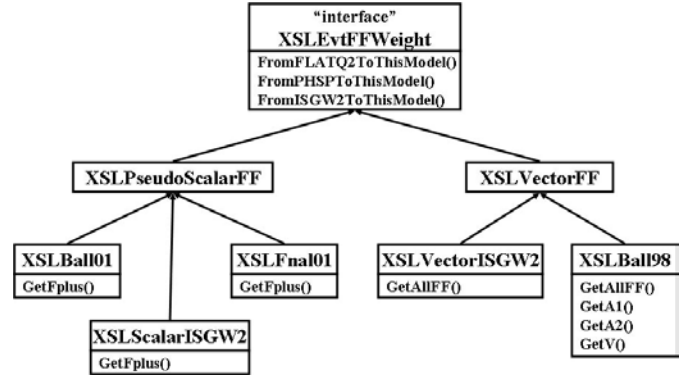 “interface”
XSLEvtFFWeight
FromFLATQ2ToThisModel()
FromPHSPToThisModel()
FromISGW2ToThisModel()
XSLPseudoScalarFF
XSLVectorFF
XSLBall01
GetFplus()
XSLFnal01
GetFplus()
XSLVectorISGW2
GetAllFF()
XSLBall98
GetAllFF()
GetA1()
GetA2()
GetV()
XSLScalarISGW2
GetFplus()